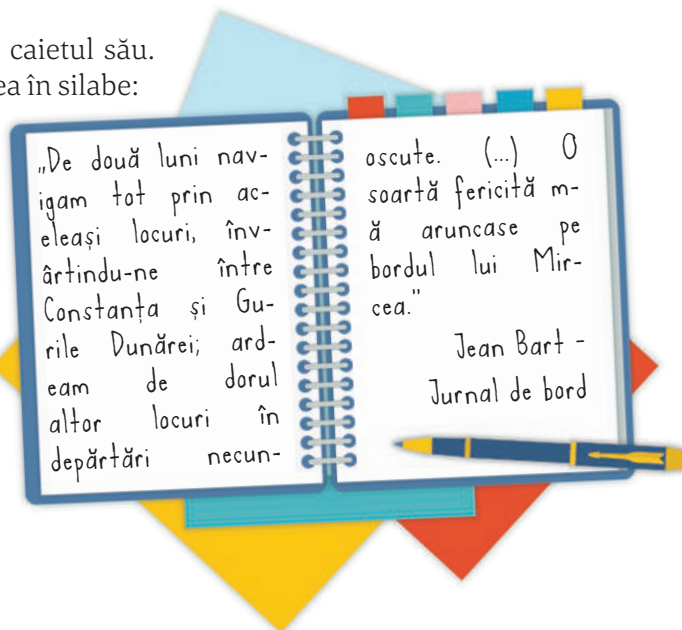 caietul său.
ea în silabe:
„De două luni nav-
igam tot prin ac-
eleași locuri, înv-
ârtindu-ne între
Constanța și Gu-
rile Dunărei; ard-
eam de dorul
altor locuri în
depărtări necun-
oscute. (...) O
soartă fericită m-
ă aruncase pe
bordul lui Mir-
cea."
Jean Bart -
Jurnal de bord